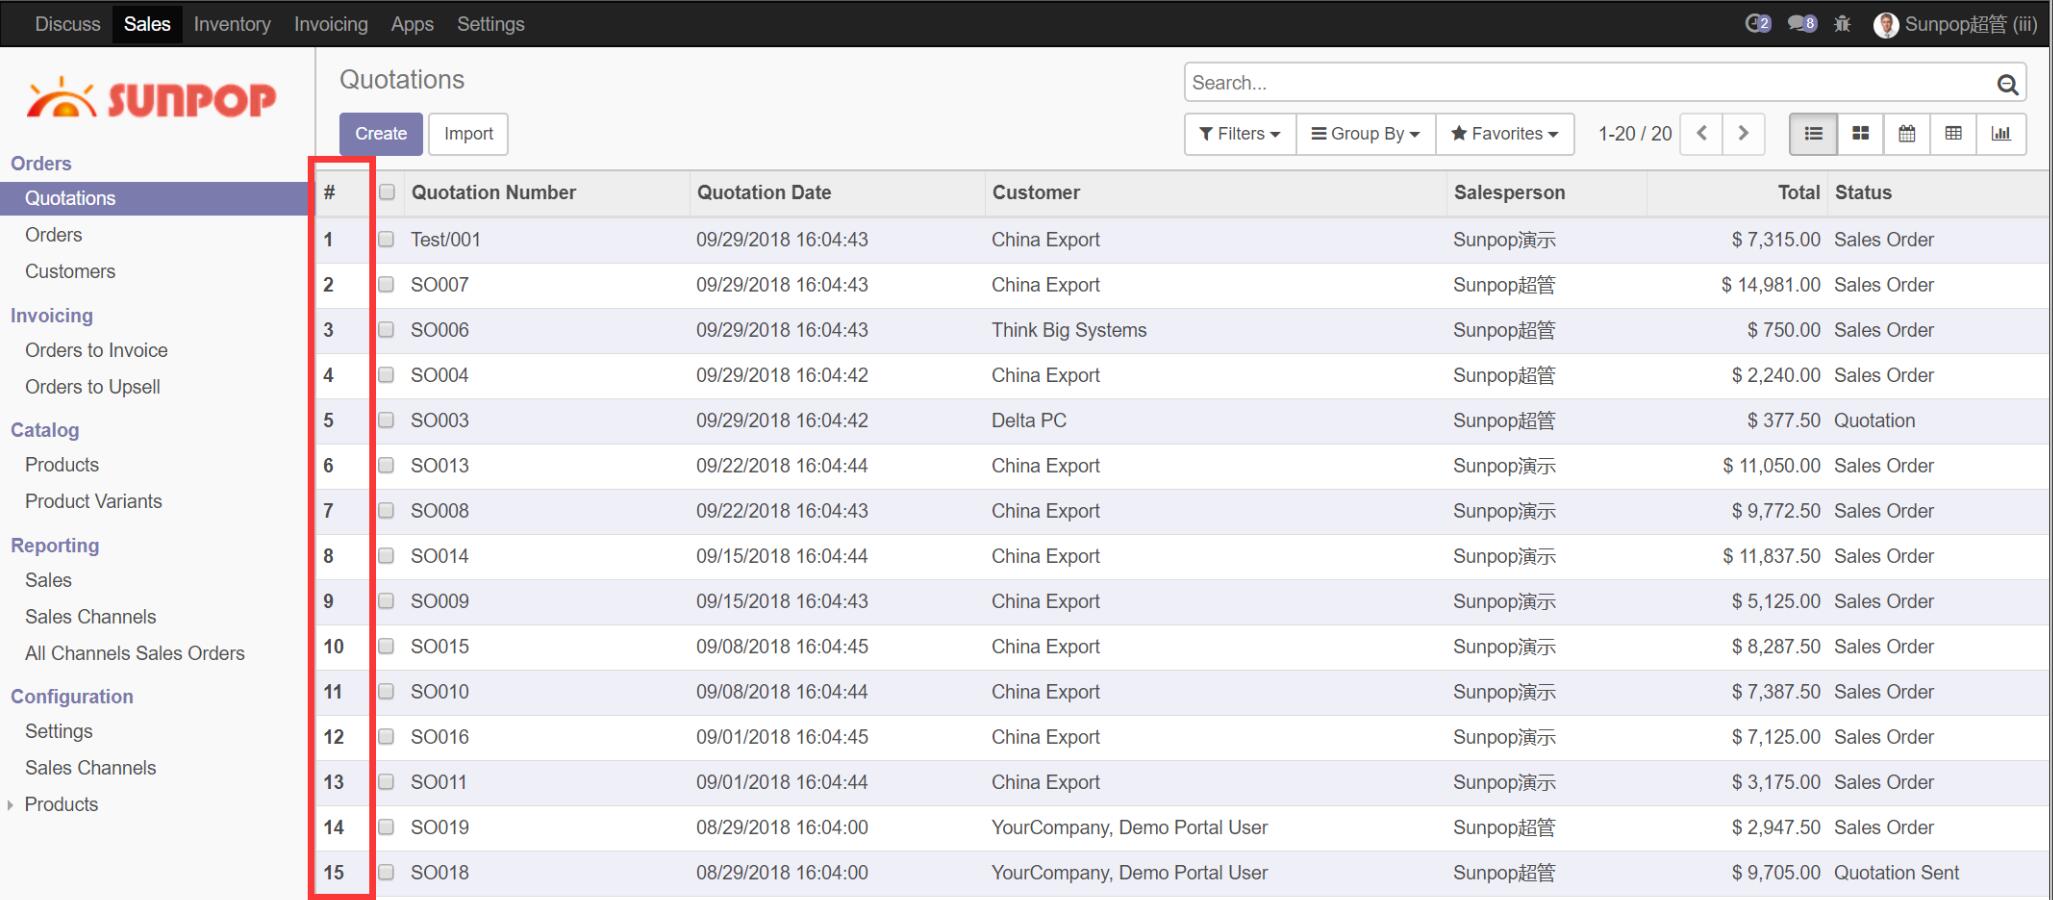 Discuss Sales Inventory Invoicing Apps Settings 2 8 Sunpop超管 (iii)
SUNPOP
Quotations
Search...
Create Import
Filters Group By Favorites 1-20 / 20
Orders
Quotations
Orders
Customers
Invoicing
Orders to Invoice
Orders to Upsell
Catalog
Products
Product Variants
Reporting
Sales
Sales Channels
All Channels Sales Orders
Configuration
Settings
Sales Channels
Products
# Quotation Number Quotation Date Customer Salesperson Total Status
1 Test/001 09/29/2018 16:04:43 China Export Sunpop演示 $ 7,315.00 Sales Order
2 SO007 09/29/2018 16:04:43 China Export Sunpop超管 $ 14,981.00 Sales Order
3 SO006 09/29/2018 16:04:43 Think Big Systems Sunpop超管 $ 750.00 Sales Order
4 SO004 09/29/2018 16:04:42 China Export Sunpop超管 $ 2,240.00 Sales Order
5 SO003 09/29/2018 16:04:42 Delta PC Sunpop超管 $ 377.50 Quotation
6 SO013 09/22/2018 16:04:44 China Export Sunpop演示 $ 11,050.00 Sales Order
7 SO008 09/22/2018 16:04:43 China Export Sunpop演示 $ 9,772.50 Sales Order
8 SO014 09/15/2018 16:04:44 China Export Sunpop演示 $ 11,837.50 Sales Order
9 SO009 09/15/2018 16:04:43 China Export Sunpop演示 $ 5,125.00 Sales Order
10 SO015 09/08/2018 16:04:45 China Export Sunpop演示 $ 8,287.50 Sales Order
11 SO010 09/08/2018 16:04:44 China Export Sunpop演示 $ 7,387.50 Sales Order
12 SO016 09/01/2018 16:04:45 China Export Sunpop演示 $ 7,125.00 Sales Order
13 SO011 09/01/2018 16:04:44 China Export Sunpop演示 $ 3,175.00 Sales Order
14 SO019 08/29/2018 16:04:00 YourCompany, Demo Portal User Sunpop超管 $ 2,947.50 Sales Order
15 SO018 08/29/2018 16:04:00 YourCompany, Demo Portal User Sunpop超管 $ 9,705.00 Quotation Sent